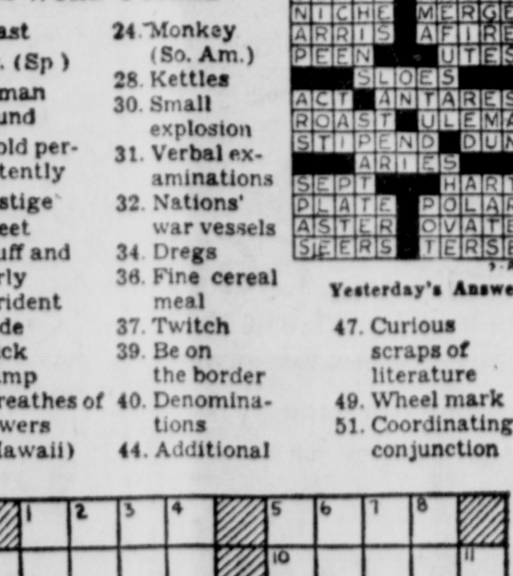 ast
. (Sp )
man
und
old per-
tently
stige
eet
uff and
rly
rident
de
ck
amp
reathes of
wers
Hawaii)
24. Monkey
(So. Am.)
28. Kettles
30. Small
explosion
31. Verbal ex-
aminations
32. Nations'
war vessels
34. Dregs
36. Fine cereal
meal
37. Twitch
39. Be on
the border
40. Denomina-
tions
44. Additional
NICHE MERGE
ARRIS AFIRE
PEEN UTES
SLOES
ACT ANTARES
ROAST ULEMA
STIPEND DUN
ARIES
SEPT HART
PLATE POLAR
ASTER OVATE
SEERS TERSE
Yesterday's Answe
47. Curious
scraps of
literature
49. Wheel mark
51. Coordinating
conjunction
1 2 3 4 5 6 7 8
10 11